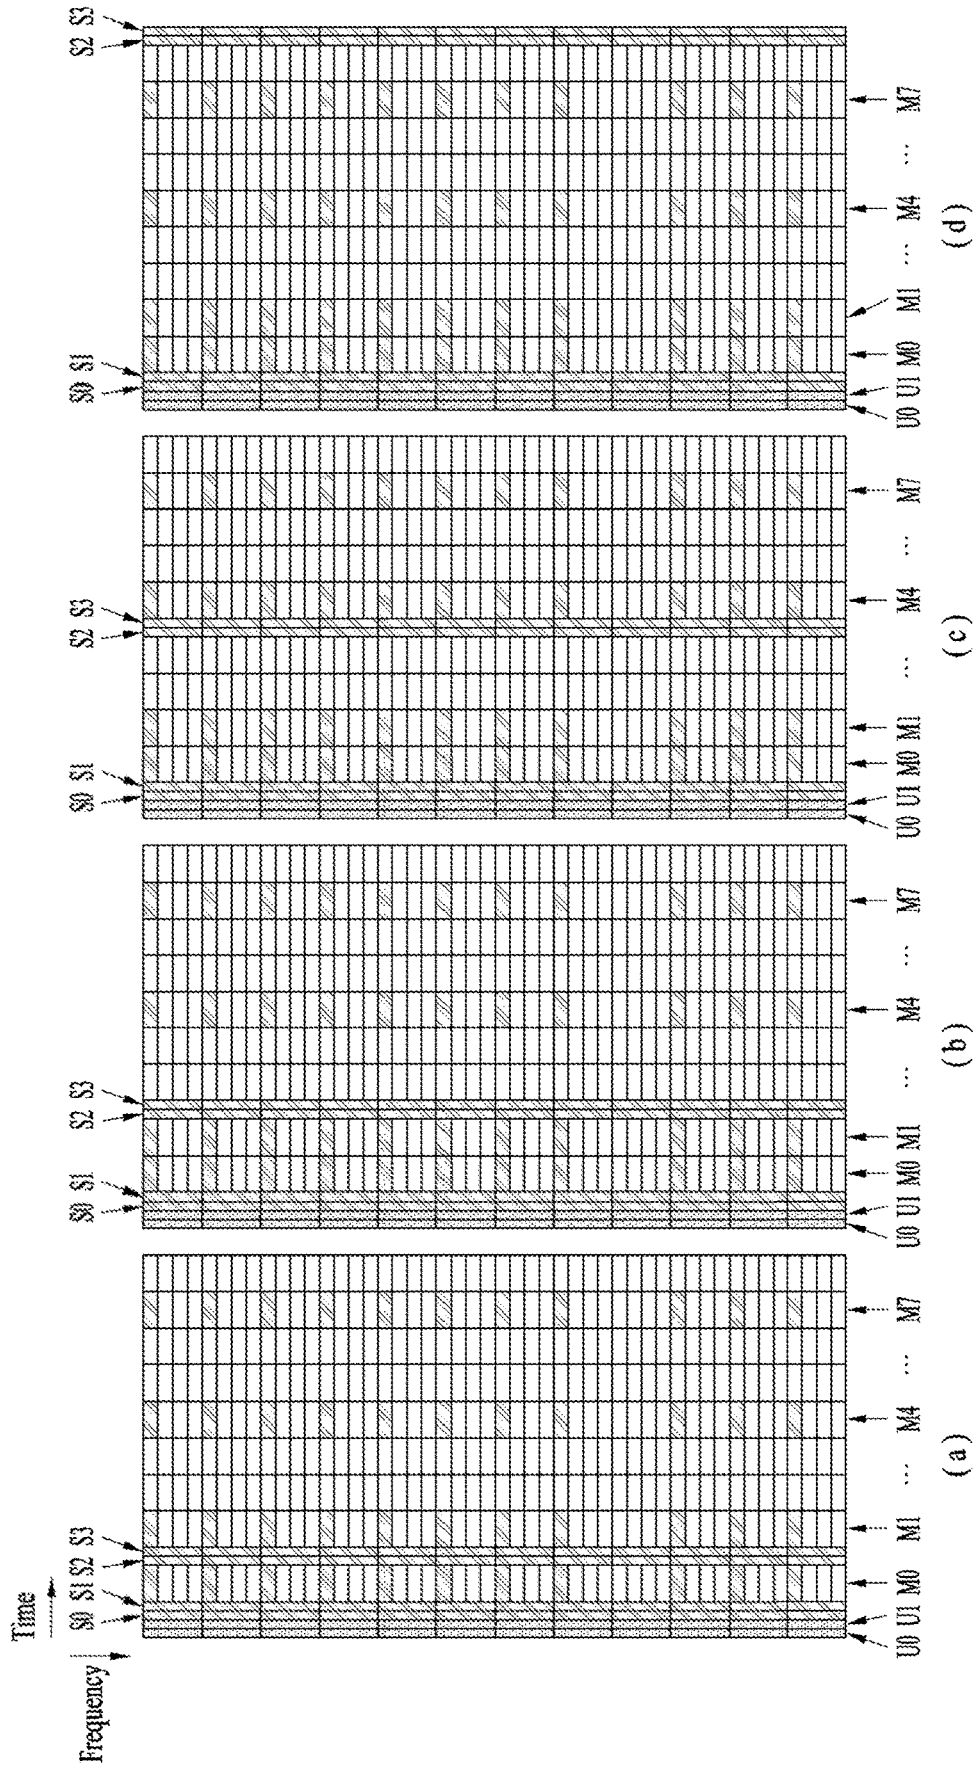 Time
Frequency
S0 S1 S2 S3
U0 U1 M0 M1 ... M4 ... M7
(a)
S0 S1 S2 S3
U0 U1 M0 M1 ... M4 ... M7
(b)
S0 S1 S2 S3
U0 U1 M0 M1 ... M4 ... M7
(c)
S0 S1 S2 S3
U0 U1 M0 M1 ... M4 ... M7
(d)